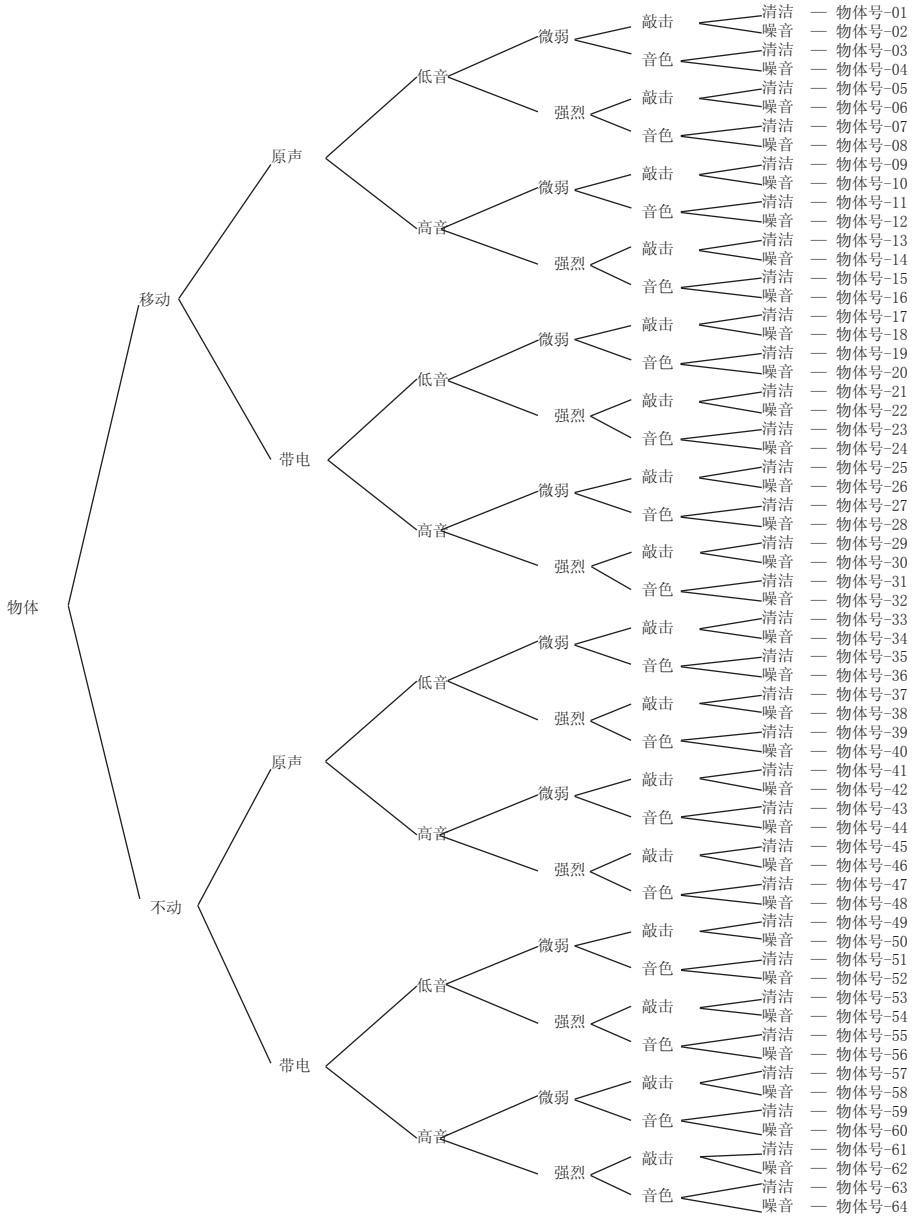 清洁 — 物体号-01
敲击
噪音 — 物体号-02
微弱
清洁 — 物体号-03
音色
噪音 — 物体号-04
低音
清洁 — 物体号-05
敲击
噪音 — 物体号-06
强烈
清洁 — 物体号-07
音色
噪音 — 物体号-08
原声
清洁 — 物体号-09
敲击
噪音 — 物体号-10
微弱
清洁 — 物体号-11
音色
噪音 — 物体号-12
高音
清洁 — 物体号-13
敲击
噪音 — 物体号-14
强烈
清洁 — 物体号-15
音色
噪音 — 物体号-16
移动
清洁 — 物体号-17
敲击
噪音 — 物体号-18
微弱
清洁 — 物体号-19
音色
噪音 — 物体号-20
低音
清洁 — 物体号-21
敲击
噪音 — 物体号-22
强烈
清洁 — 物体号-23
音色
噪音 — 物体号-24
带电
清洁 — 物体号-25
敲击
噪音 — 物体号-26
微弱
清洁 — 物体号-27
音色
噪音 — 物体号-28
高音
清洁 — 物体号-29
敲击
噪音 — 物体号-30
强烈
清洁 — 物体号-31
音色
噪音 — 物体号-32
物体
清洁 — 物体号-33
敲击
噪音 — 物体号-34
微弱
清洁 — 物体号-35
音色
噪音 — 物体号-36
低音
清洁 — 物体号-37
敲击
噪音 — 物体号-38
强烈
清洁 — 物体号-39
音色
噪音 — 物体号-40
原声
清洁 — 物体号-41
敲击
噪音 — 物体号-42
微弱
清洁 — 物体号-43
音色
噪音 — 物体号-44
高音
清洁 — 物体号-45
敲击
噪音 — 物体号-46
强烈
清洁 — 物体号-47
音色
噪音 — 物体号-48
不动
清洁 — 物体号-49
敲击
噪音 — 物体号-50
微弱
清洁 — 物体号-51
音色
噪音 — 物体号-52
低音
清洁 — 物体号-53
敲击
噪音 — 物体号-54
强烈
清洁 — 物体号-55
音色
噪音 — 物体号-56
带电
清洁 — 物体号-57
敲击
噪音 — 物体号-58
微弱
清洁 — 物体号-59
音色
噪音 — 物体号-60
高音
清洁 — 物体号-61
敲击
噪音 — 物体号-62
强烈
清洁 — 物体号-63
音色
噪音 — 物体号-64